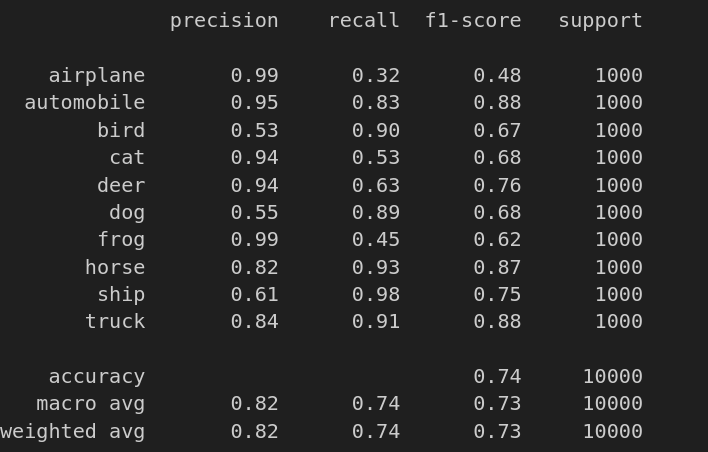 precision recall f1-score support
airplane 0.99 0.32 0.48 1000
automobile 0.95 0.83 0.88 1000
bird 0.53 0.90 0.67 1000
cat 0.94 0.53 0.68 1000
deer 0.94 0.63 0.76 1000
dog 0.55 0.89 0.68 1000
frog 0.99 0.45 0.62 1000
horse 0.82 0.93 0.87 1000
ship 0.61 0.98 0.75 1000
truck 0.84 0.91 0.88 1000
accuracy 0.74 10000
macro avg 0.82 0.74 0.73 10000
weighted avg 0.82 0.74 0.73 10000